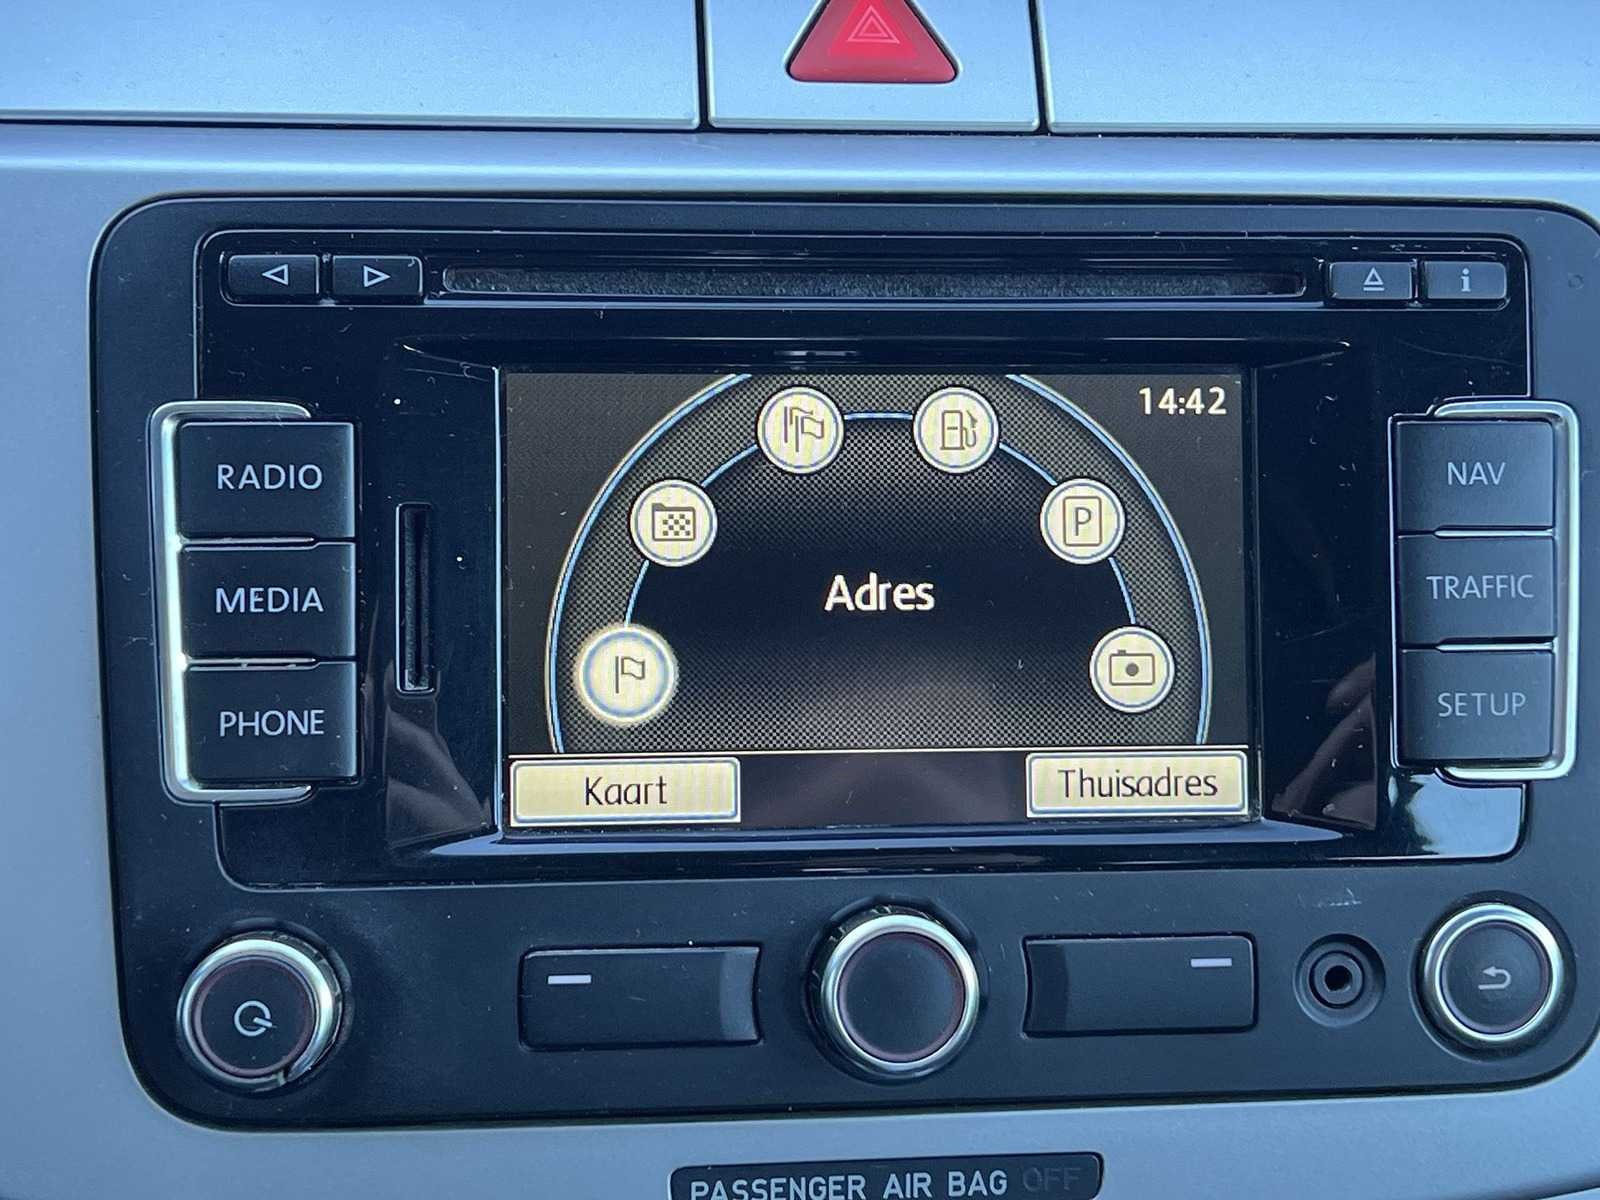 14:42
RADIO
MEDIA
PHONE
NAV
TRAFFIC
SETUP
i
P
Adres
Kaart
Thuisadres
PASSENGER AIR BAG OFF